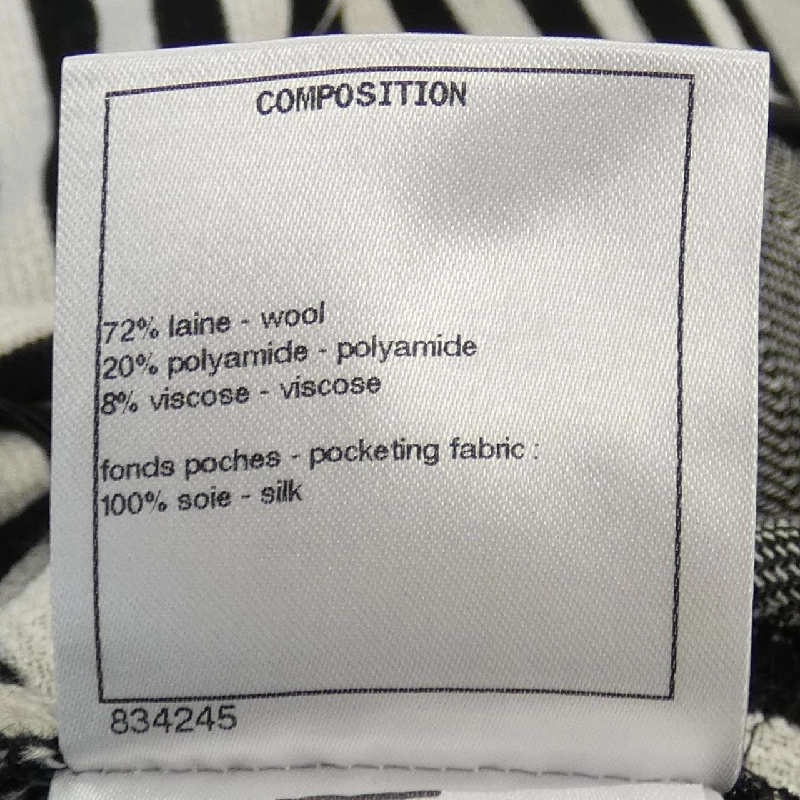 COMPOSITION
72% laine - wool
20% polyamide - polyamide
8% viscose - viscose
fonds poches - pocketing fabric :
100% soie - silk
834245